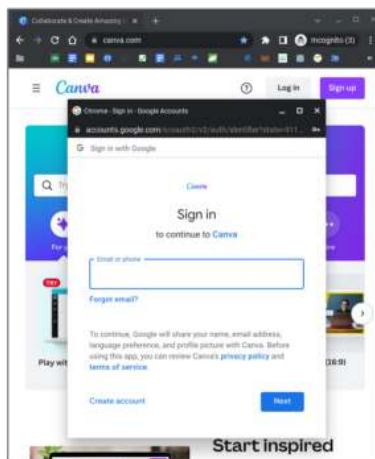 Collaborate & Create Amazing
canva.com
Incognito (3)
Canva
Log in
Sign up
Chrome - Sign in - Google Accounts
accounts.google.com
Sign in with Google
Canva
Sign in
to continue to Canva
Email or phone
Forgot email?
To continue, Google will share your name, email address,
language preference, and profile picture with Canva. Before
using this app, you can review Canva's privacy policy and
terms of service.
Create account
Next
TRY
Play wit
(16:9)
Start inspired